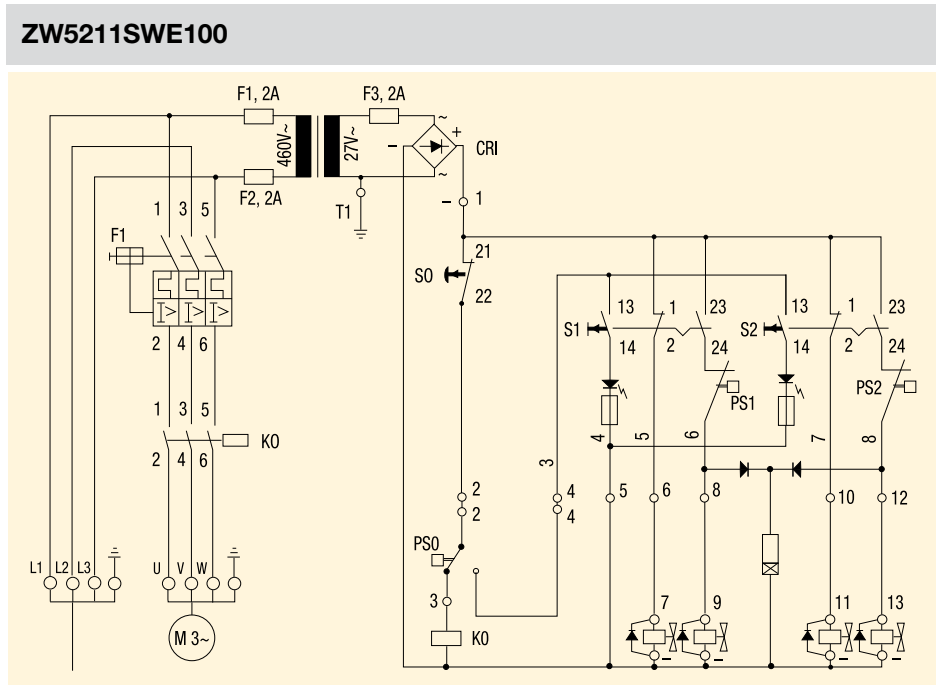 ZW5211SWE100
F1, 2A
F3, 2A
460V~
27V~
~
+
–
CRI
~
F2, 2A
T1
– 1
1 3 5
F1
21
S0
22
I> I> I>
2 4 6
13
S1
14
1
2
23
24
PS1
13
S2
14
1
2
23
24
PS2
1 3 5
K0
2 4 6
3
4
5
6
7
8
2
2
4
4
5
6
8
10
12
PS0
3
K0
L1 L2 L3
U V W
M 3~
7
9
11
13
– – – –